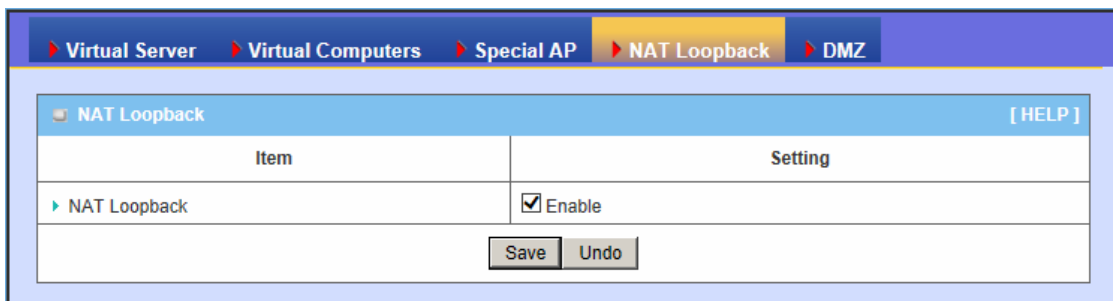 Virtual Server Virtual Computers Special AP NAT Loopback DMZ
NAT Loopback [ HELP ]
Item Setting
NAT Loopback Enable
Save Undo